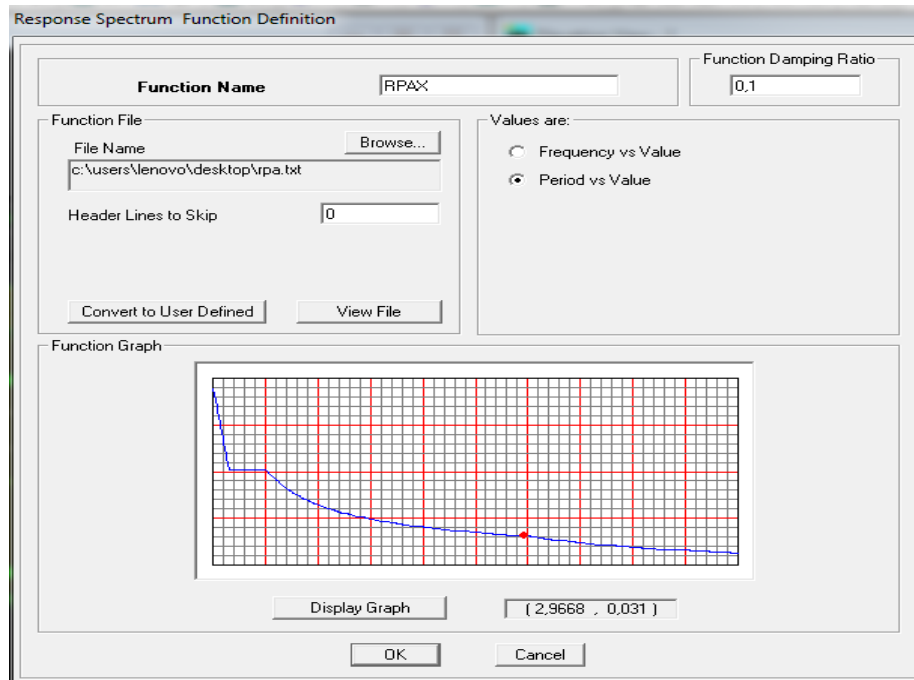 Response Spectrum Function Definition
Function Name
RPAX
Function Damping Ratio
0,1
Function File
File Name
Browse...
c:\users\lenovo\desktop\rpa.txt
Header Lines to Skip
0
Convert to User Defined
View File
Values are:
Frequency vs Value
Period vs Value
Function Graph
Display Graph
( 2,9668 , 0,031 )
OK
Cancel